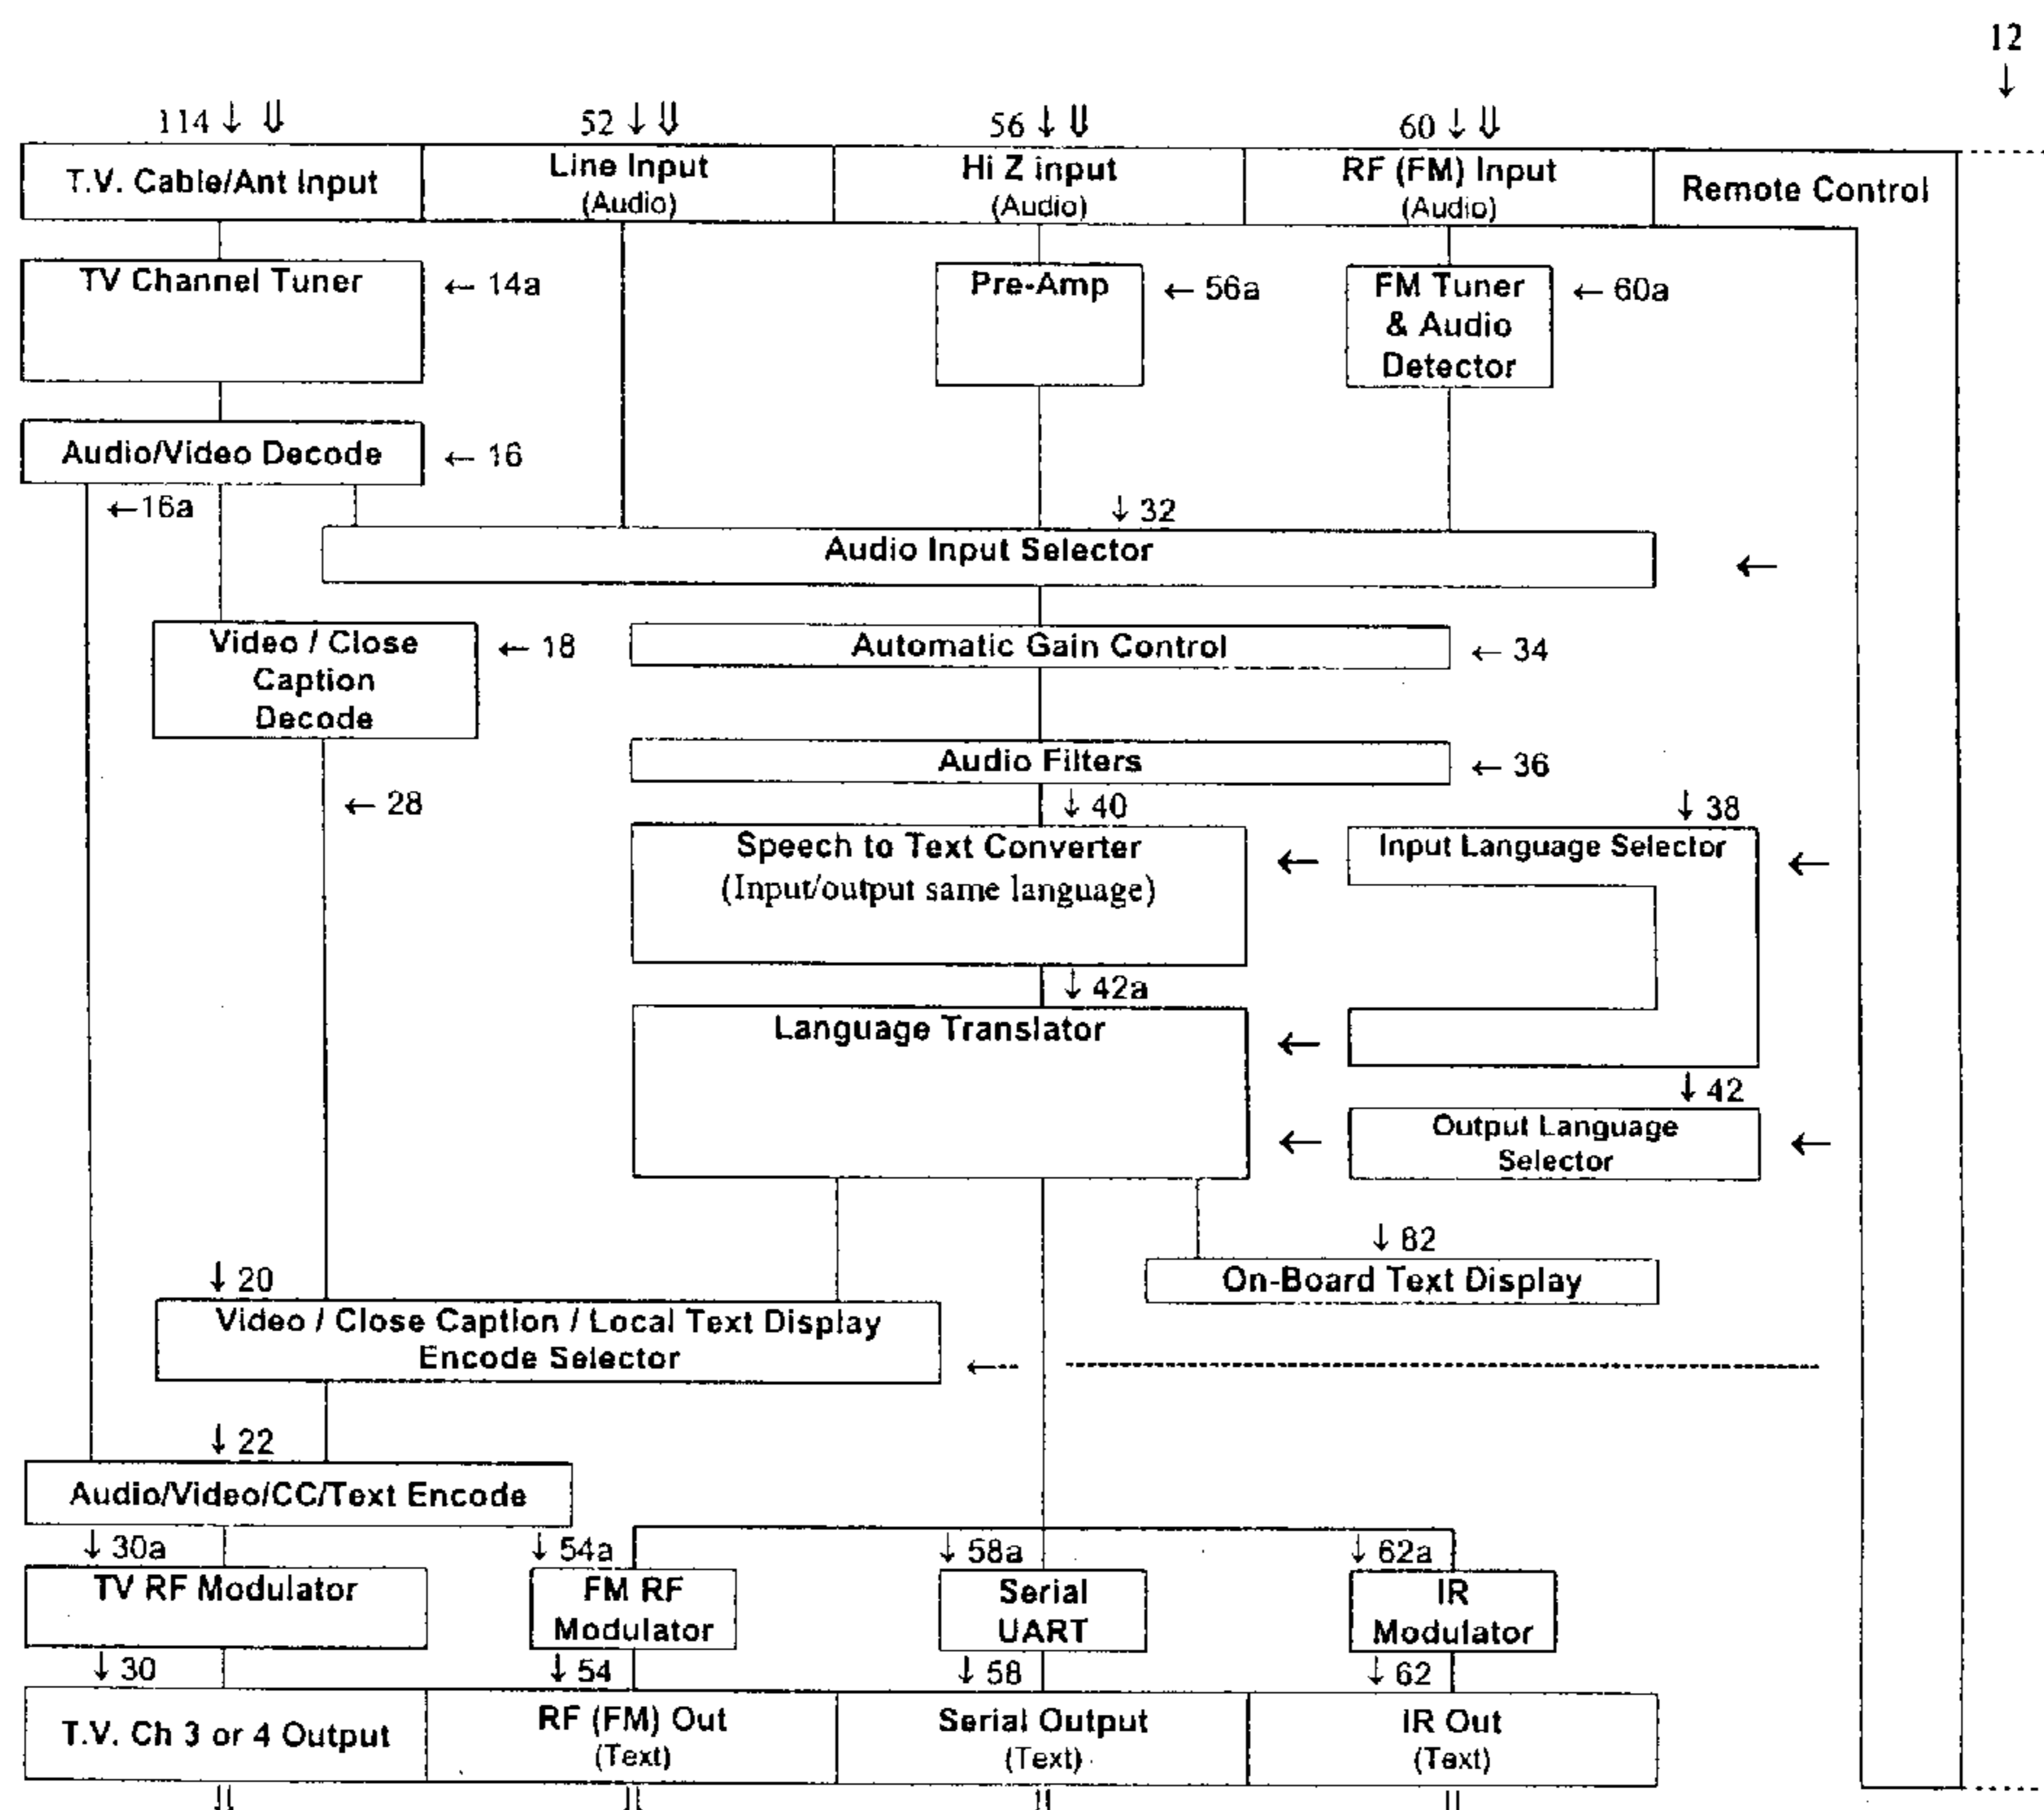 12
↓
114 ↓ ⇓
52 ↓ ⇓
56 ↓ ⇓
60 ↓ ⇓
T.V. Cable/Ant Input
Line Input
(Audio)
Hi Z input
(Audio)
RF (FM) Input
(Audio)
Remote Control
TV Channel Tuner
← 14a
Pre-Amp
← 56a
FM Tuner
& Audio
Detector
← 60a
Audio/Video Decode
← 16
←16a
↓ 32
Audio Input Selector
←
Video / Close
Caption
Decode
← 18
Automatic Gain Control
← 34
Audio Filters
← 36
← 28
↓ 40
↓ 38
Speech to Text Converter
(Input/output same language)
←
Input Language Selector
←
↓ 42a
Language Translator
←
↓ 42
←
Output Language
Selector
←
↓ 82
On-Board Text Display
↓ 20
Video / Close Caption / Local Text Display
Encode Selector
←
↓ 22
Audio/Video/CC/Text Encode
↓ 30a
↓ 54a
↓ 58a
↓ 62a
TV RF Modulator
FM RF
Modulator
Serial
UART
IR
Modulator
↓ 30
↓ 54
↓ 58
↓ 62
T.V. Ch 3 or 4 Output
RF (FM) Out
(Text)
Serial Output
(Text)
IR Out
(Text)